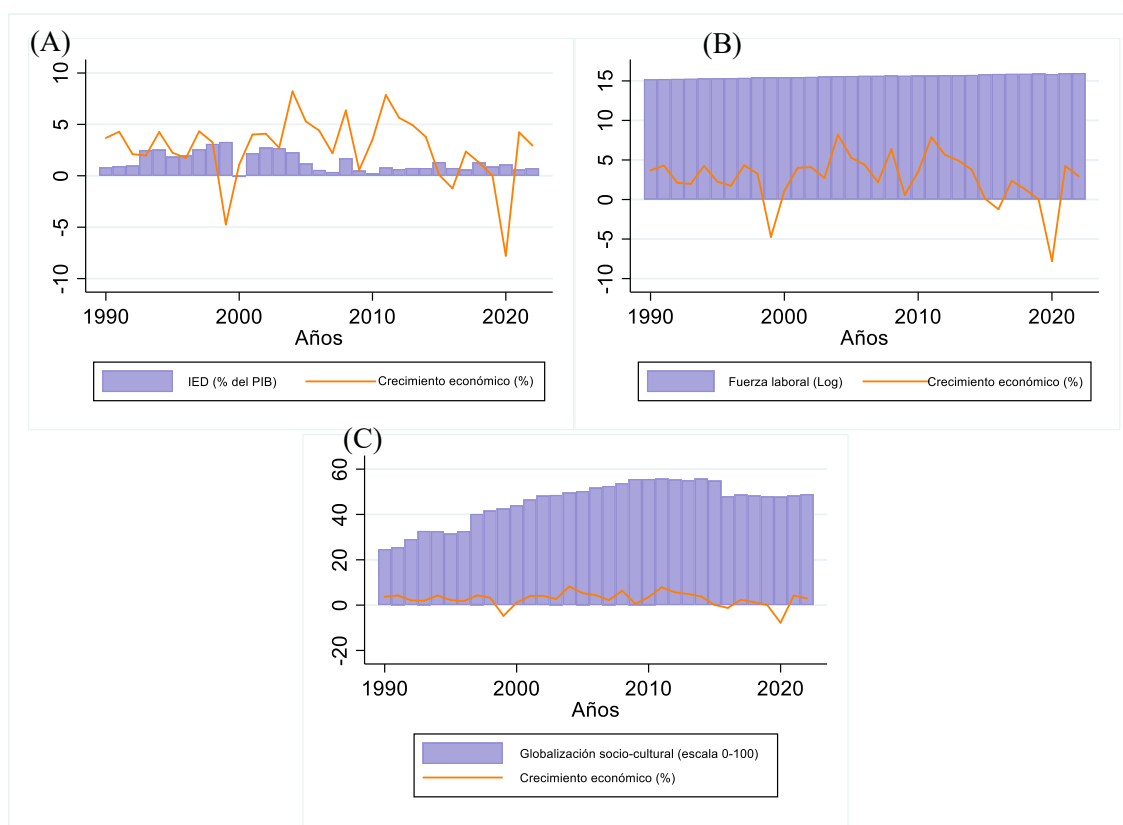 (A)
10
5
0
-5
-10
1990 2000 2010 2020
Años
IED (% del PIB) Crecimiento económico (%)
(B)
15
10
5
0
-5
-10
1990 2000 2010 2020
Años
Fuerza laboral (Log) Crecimiento económico (%)
(C)
60
40
20
0
-20
1990 2000 2010 2020
Años
Globalización socio-cultural (escala 0-100)
Crecimiento económico (%)